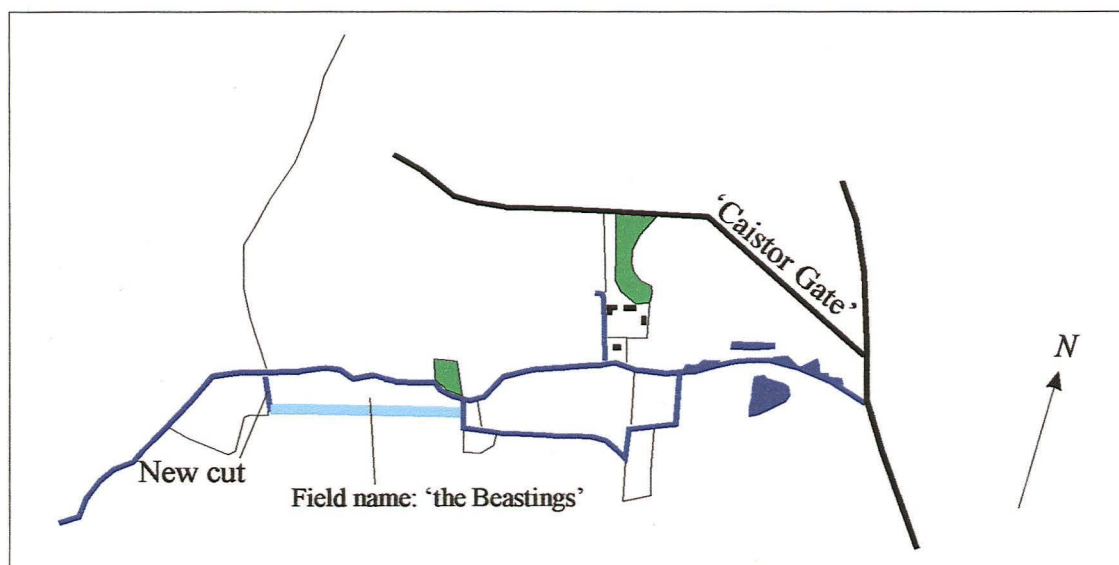 ‘Caistor Gate’
N
New cut
Field name: ‘the Beastings’